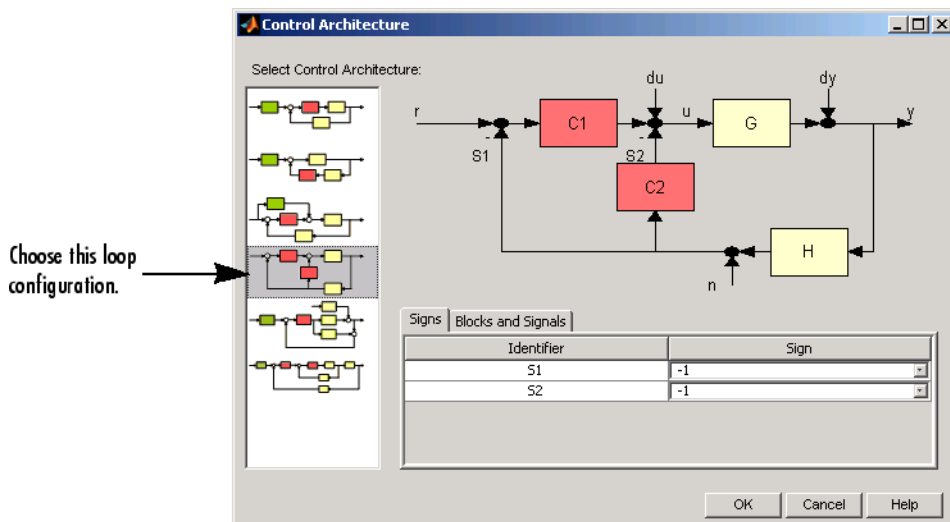 Control Architecture
Select Control Architecture:
Choose this loop
configuration.
du
dy
r
C1
u
G
y
-
-
S1
S2
C2
H
n
Signs
Blocks and Signals
Identifier
Sign
S1
-1
S2
-1
OK
Cancel
Help